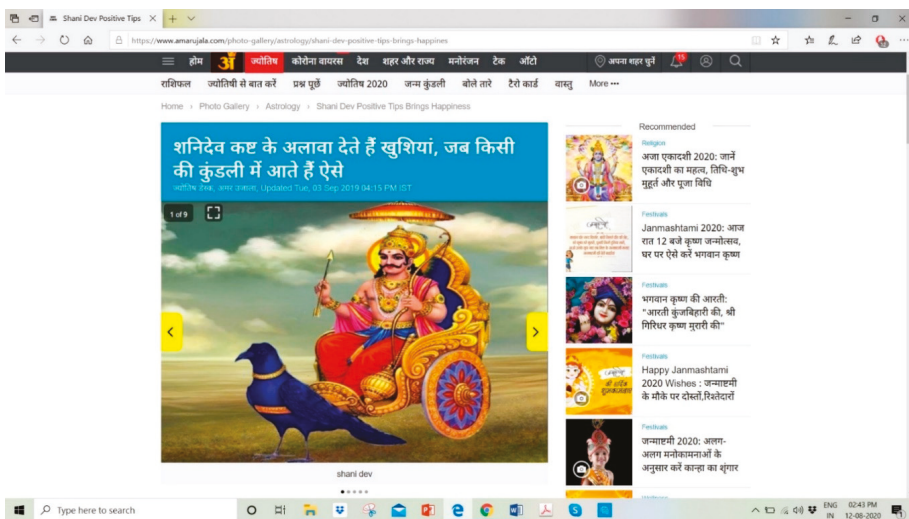 Shani Dev Positive Tips
https://www.amarujala.com/photo-gallery/astrology/shani-dev-positive-tips-brings-happines
होम ज्योतिष कोरोना वायरस देश शहर और राज्य मनोरंजन टेक ऑटो अपना शहर चुनें 15
राशिफल ज्योतिषी से बात करें प्रश्न पूछें ज्योतिष 2020 जन्म कुंडली बोले तारे टैरो कार्ड वास्तु More
Home › Photo Gallery › Astrology › Shani Dev Positive Tips Brings Happiness
शनिदेव कष्ट के अलावा देते हैं खुशियां, जब किसी
की कुंडली में आते हैं ऐसे
ज्योतिष डेस्क, अमर उजाला, Updated Tue, 03 Sep 2019 04:15 PM IST
1 of 9
shani dev
Recommended
Religion
अजा एकादशी 2020: जानें
एकादशी का महत्व, तिथि-शुभ
मुहूर्त और पूजा विधि
Festivals
Janmashtami 2020: आज
रात 12 बजे कृष्ण जन्मोत्सव,
घर पर ऐसे करें भगवान कृष्ण
Festivals
भगवान कृष्ण की आरती:
"आरती कुंजबिहारी की, श्री
गिरिधर कृष्ण मुरारी की"
Festivals
Happy Janmashtami
2020 Wishes : जन्माष्टमी
के मौके पर दोस्तों,रिश्तेदारों
Festivals
जन्माष्टमी 2020: अलग-
अलग मनोकामनाओं के
अनुसार करें कान्हा का शृंगार
Type here to search
ENG 02:43 PM
IN 12-08-2020